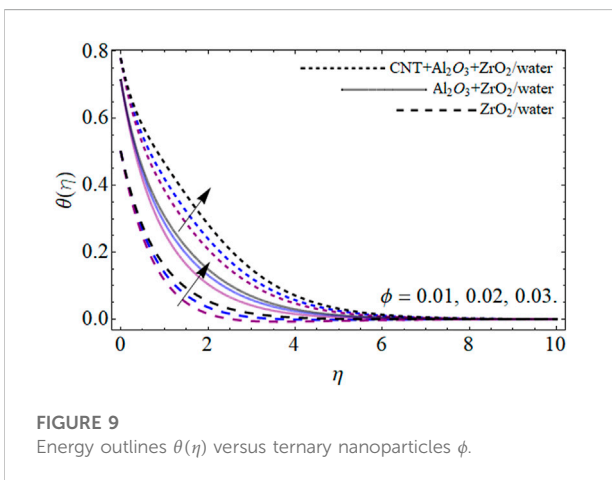 0.8
0.6
0.4
0.2
0.0
θ(η)
CNT+Al₂O₃+ZrO₂/water
Al₂O₃+ZrO₂/water
ZrO₂/water
ϕ = 0.01, 0.02, 0.03.
0 2 4 6 8 10
η
FIGURE 9
Energy outlines θ(η) versus ternary nanoparticles ϕ.